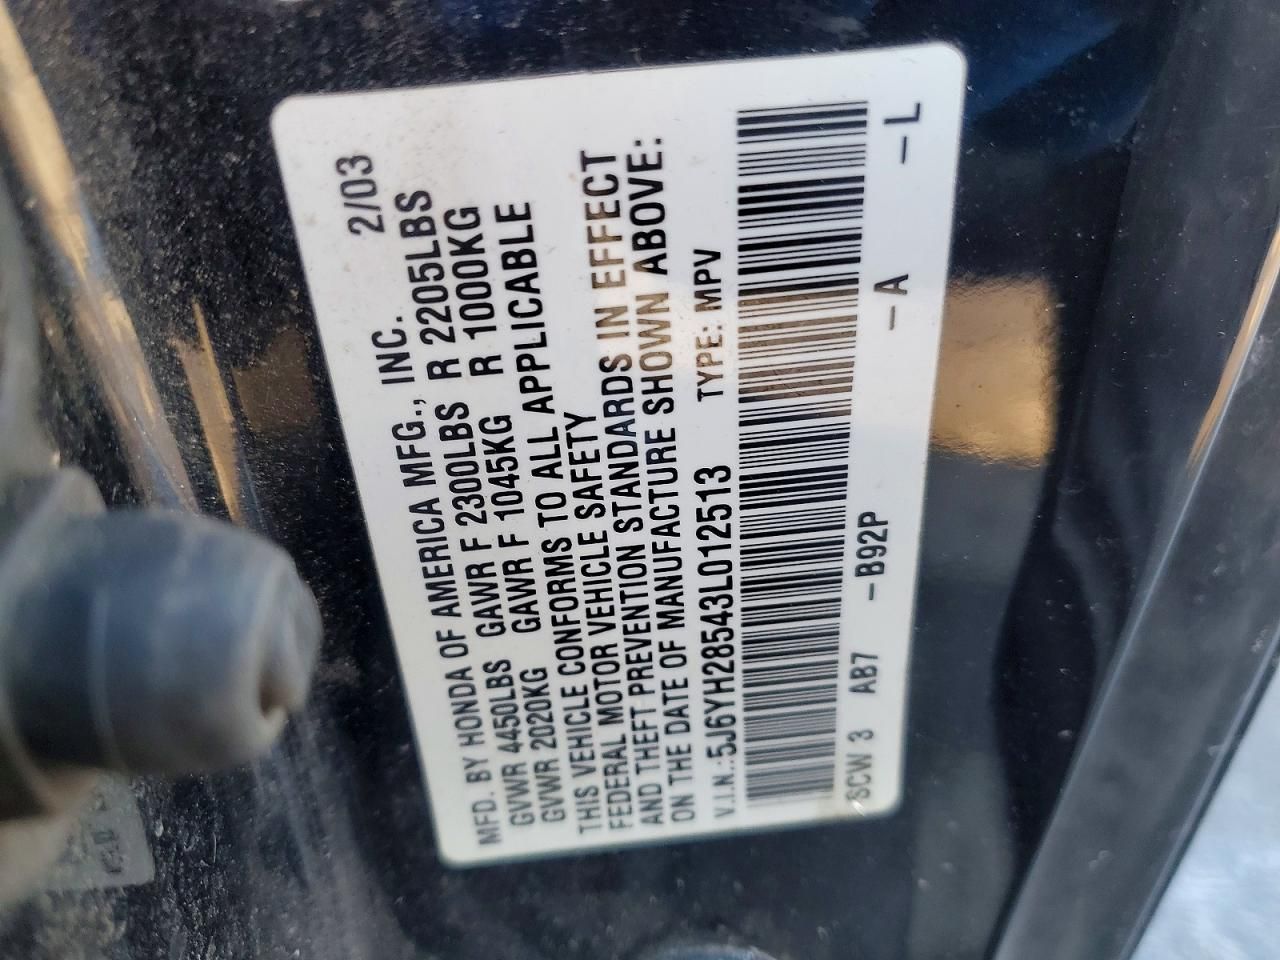 MFD. BY HONDA OF AMERICA MFG., INC. 2/03
GVWR 4450LBS GAWR F 2300LBS R 2205LBS
GVWR 2020KG GAWR F 1045KG R 1000KG
THIS VEHICLE CONFORMS TO ALL APPLICABLE
FEDERAL MOTOR VEHICLE SAFETY
AND THEFT PREVENTION STANDARDS IN EFFECT
ON THE DATE OF MANUFACTURE SHOWN ABOVE:
V.I.N.:5J6YH28543L012513 TYPE: MPV
SCW 3 AB7 -B92P -A -L